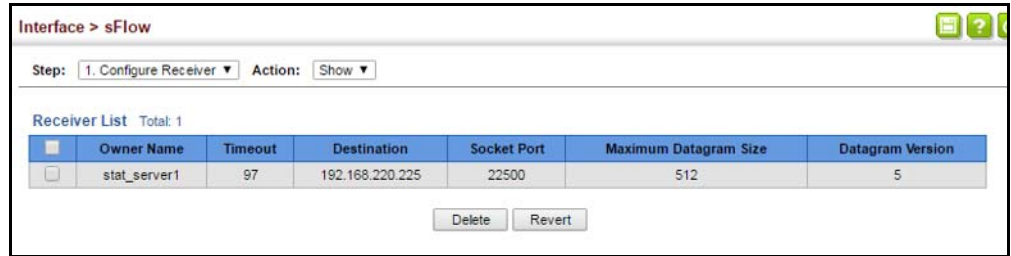 Interface > sFlow
?
Step: 1. Configure Receiver ▼ Action: Show ▼
Receiver List Total: 1
Owner Name Timeout Destination Socket Port Maximum Datagram Size Datagram Version
stat_server1 97 192.168.220.225 22500 512 5
Delete Revert